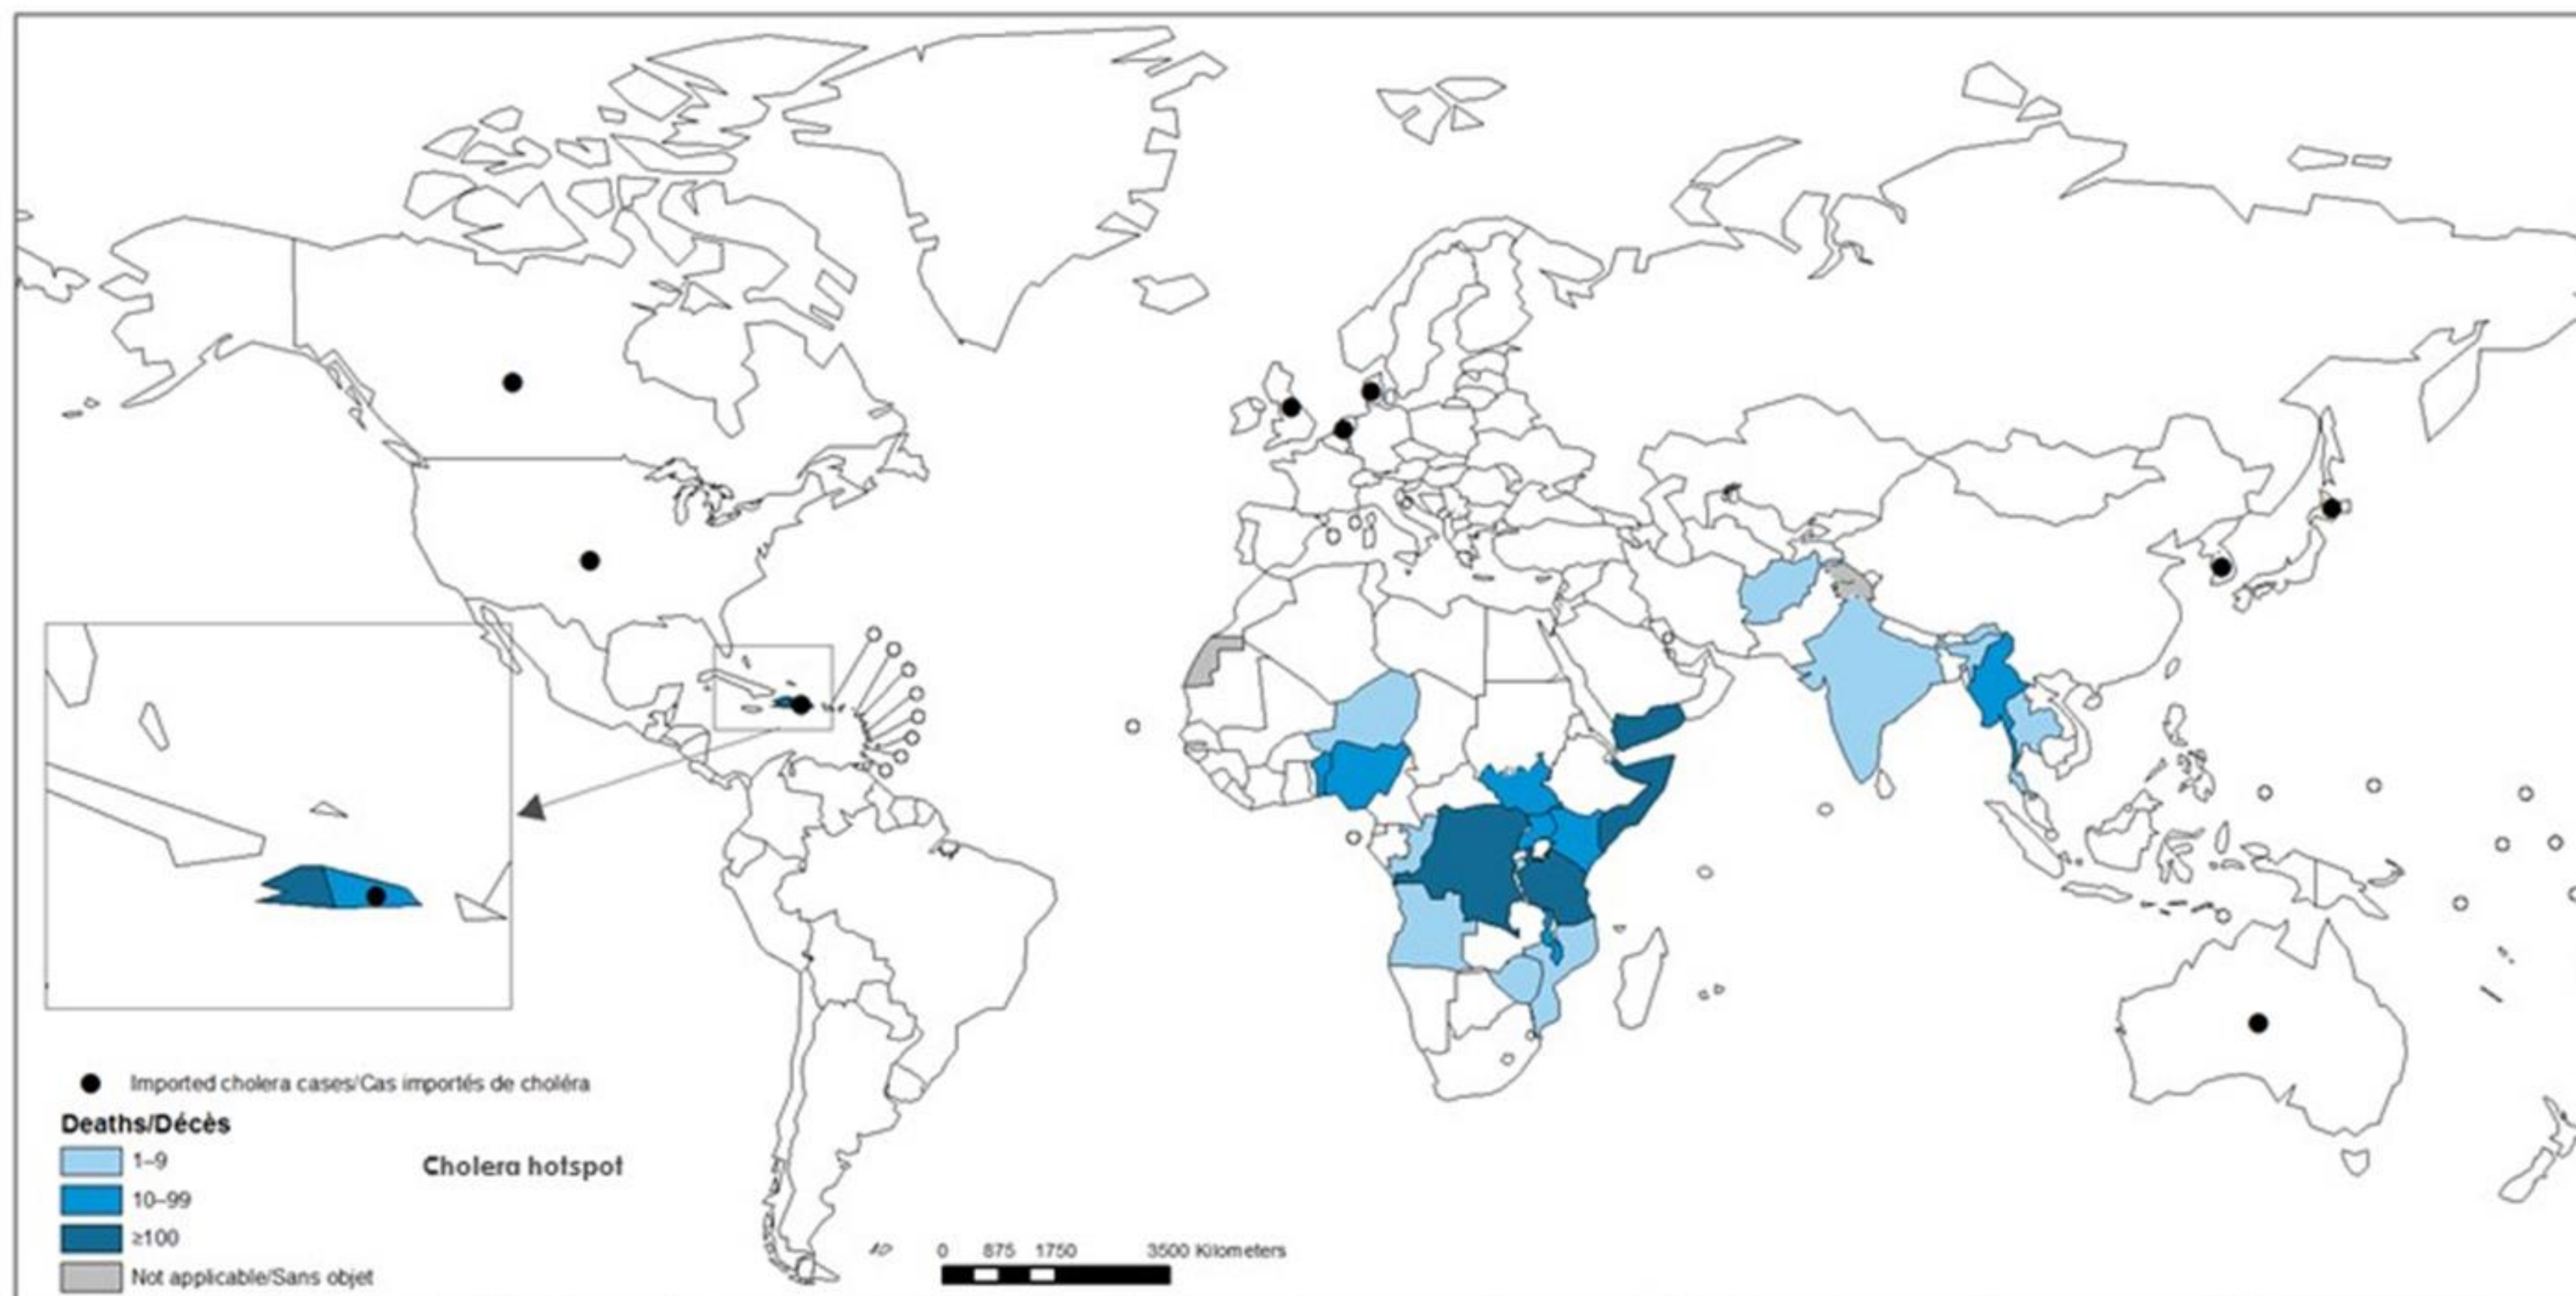 Imported cholera cases/Cas importés de choléra
Deaths/Décès
1–9
10–99
≥100
Not applicable/Sans objet
Cholera hotspot
0 875 1750 3500 Kilometers